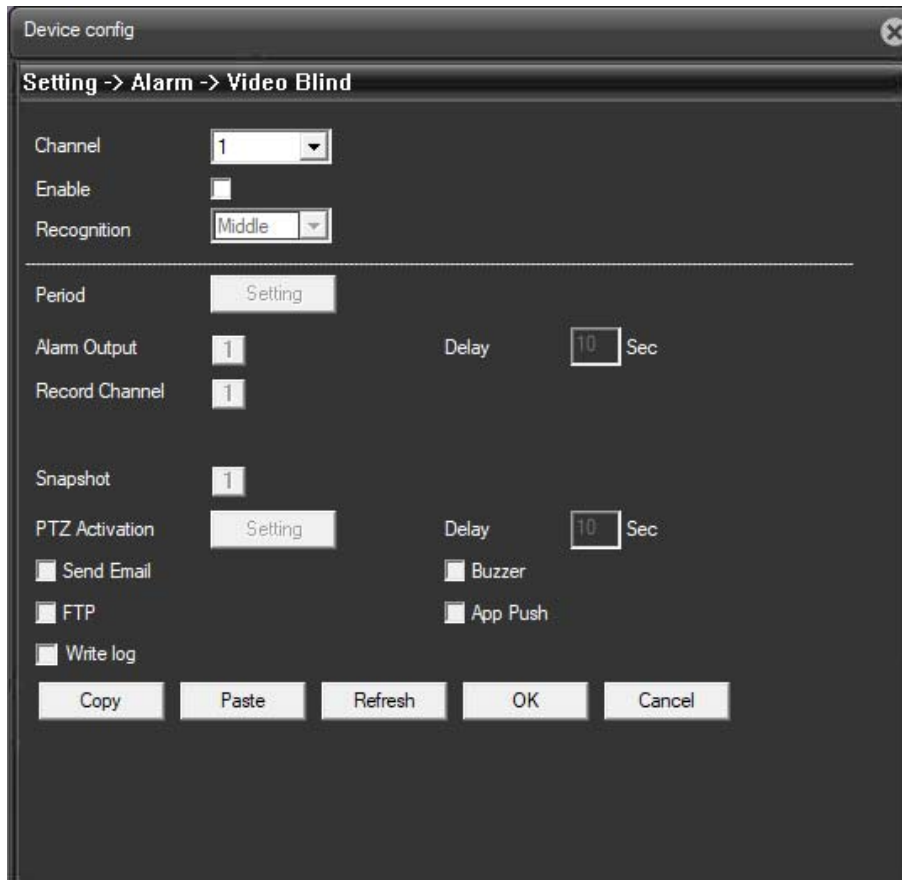 Device config
Setting -> Alarm -> Video Blind
Channel 1
Enable
Recognition Middle
Period Setting
Alarm Output 1 Delay 10 Sec
Record Channel 1
Snapshot 1
PTZ Activation Setting Delay 10 Sec
Send Email Buzzer
FTP App Push
Write log
Copy Paste Refresh OK Cancel